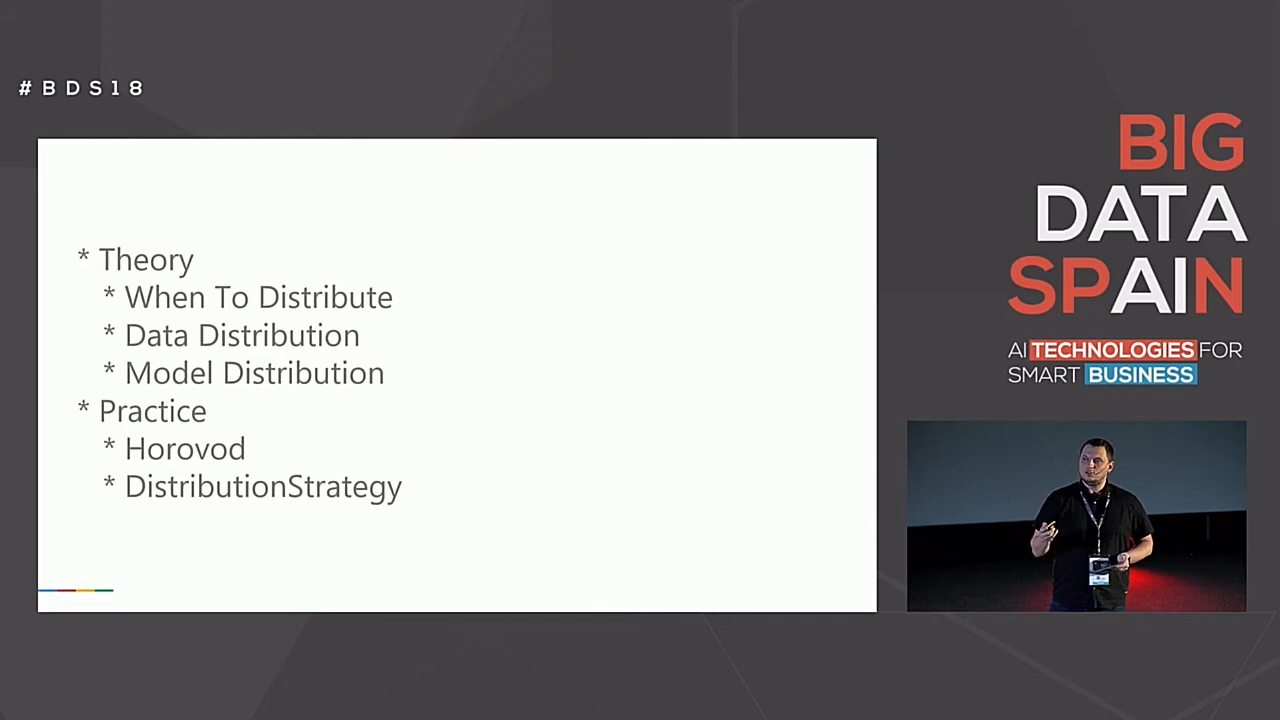 #BDS18
* Theory
* When To Distribute
* Data Distribution
* Model Distribution
* Practice
* Horovod
* DistributionStrategy
BIG
DATA
SPAIN
AI TECHNOLOGIES FOR
SMART BUSINESS